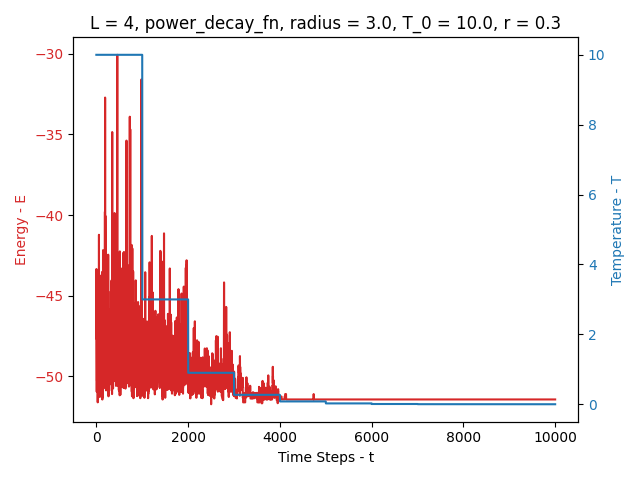 L = 4, power_decay_fn, radius = 3.0, T_0 = 10.0, r = 0.3
−30
−35
−40
−45
−50
Energy - E
10
8
6
4
2
0
Temperature - T
0 2000 4000 6000 8000 10000
Time Steps - t